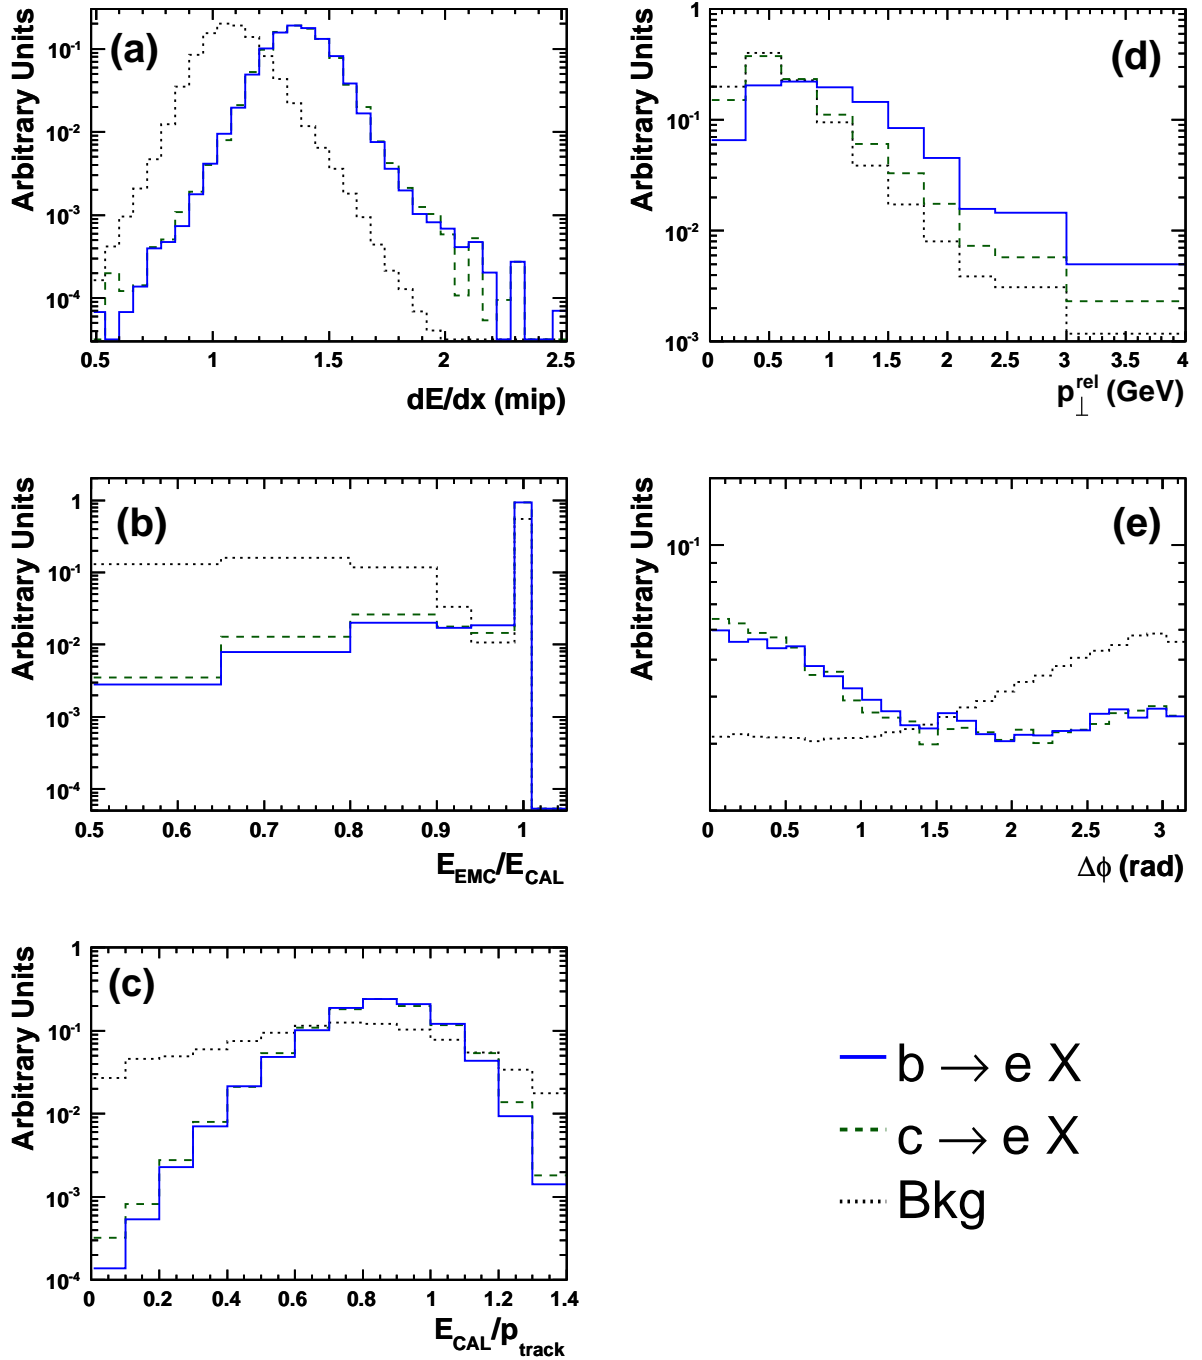 (a)
Arbitrary Units
10^-1
10^-2
10^-3
10^-4
0.5 1 1.5 2 2.5
dE/dx (mip)
(d)
Arbitrary Units
1
10^-1
10^-2
10^-3
0 0.5 1 1.5 2 2.5 3 3.5 4
p_⊥^rel (GeV)
(b)
Arbitrary Units
1
10^-1
10^-2
10^-3
10^-4
0.5 0.6 0.7 0.8 0.9 1
E_EMC/E_CAL
(e)
Arbitrary Units
10^-1
0 0.5 1 1.5 2 2.5 3
Δϕ (rad)
(c)
Arbitrary Units
1
10^-1
10^-2
10^-3
10^-4
0 0.2 0.4 0.6 0.8 1 1.2 1.4
E_CAL/p_track
b → e X
c → e X
Bkg